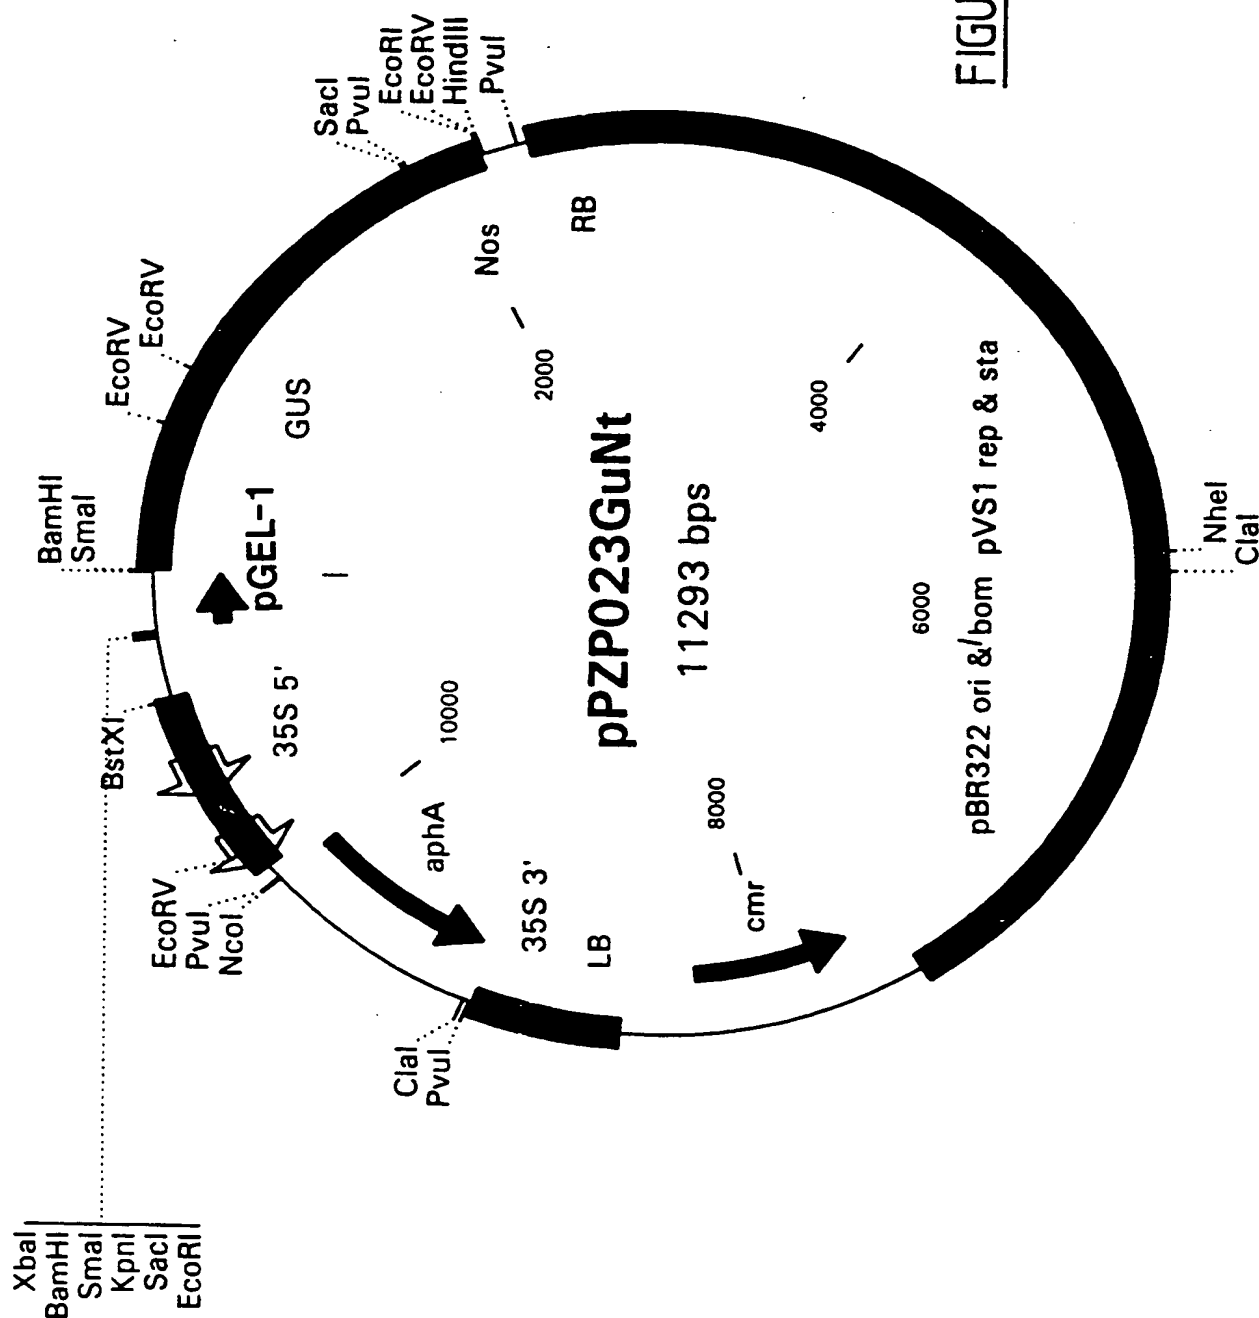 XbaI
BamHI
SmaI
KpnI
SacI
EcoRI
BstXI
BamHI
SmaI
EcoRV
EcoRV
SacI
PvuI
EcoRI
EcoRV
HindIII
PvuI
EcoRV
PvuI
NcoI
ClaI
PvuI
35S 5'
pGEL-1
GUS
Nos
RB
aphA
35S 3'
LB
cmr
10000
2000
4000
6000
8000
pPZP023GuNt
11293 bps
pBR322 ori & bom pVS1 rep & sta
NheI
ClaI
FIGU